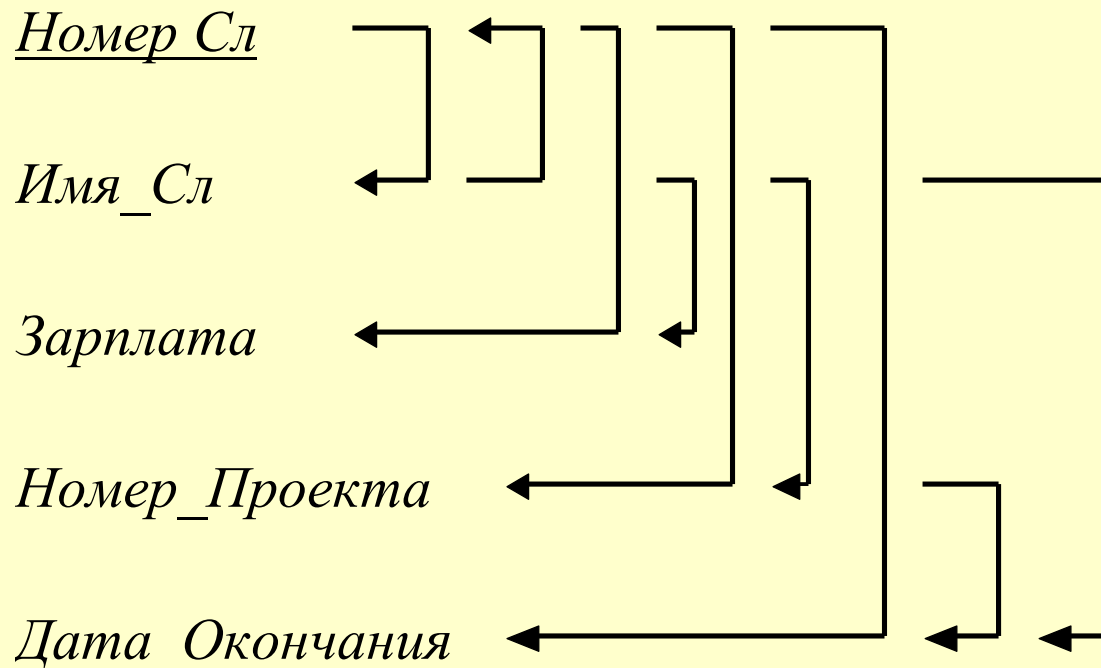 Номер Сл
Имя_Сл
Зарплата
Номер_Проекта
Дата Окончания